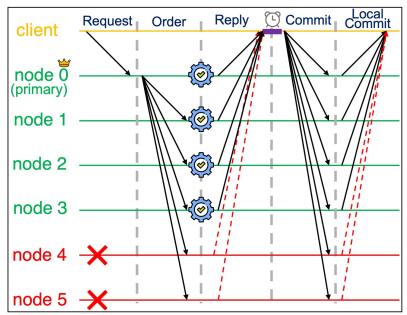 Request
Order
Reply
Commit
Local
Commit
client
node 0
(primary)
node 1
node 2
node 3
node 4
node 5